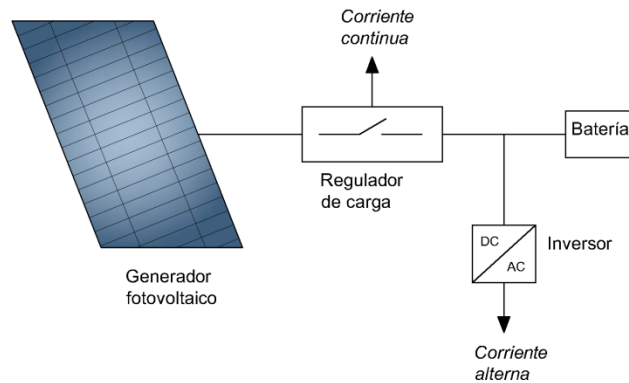 Corriente
continua
Batería
Regulador
de carga
DC
AC
Inversor
Generador
fotovoltaico
Corriente
alterna